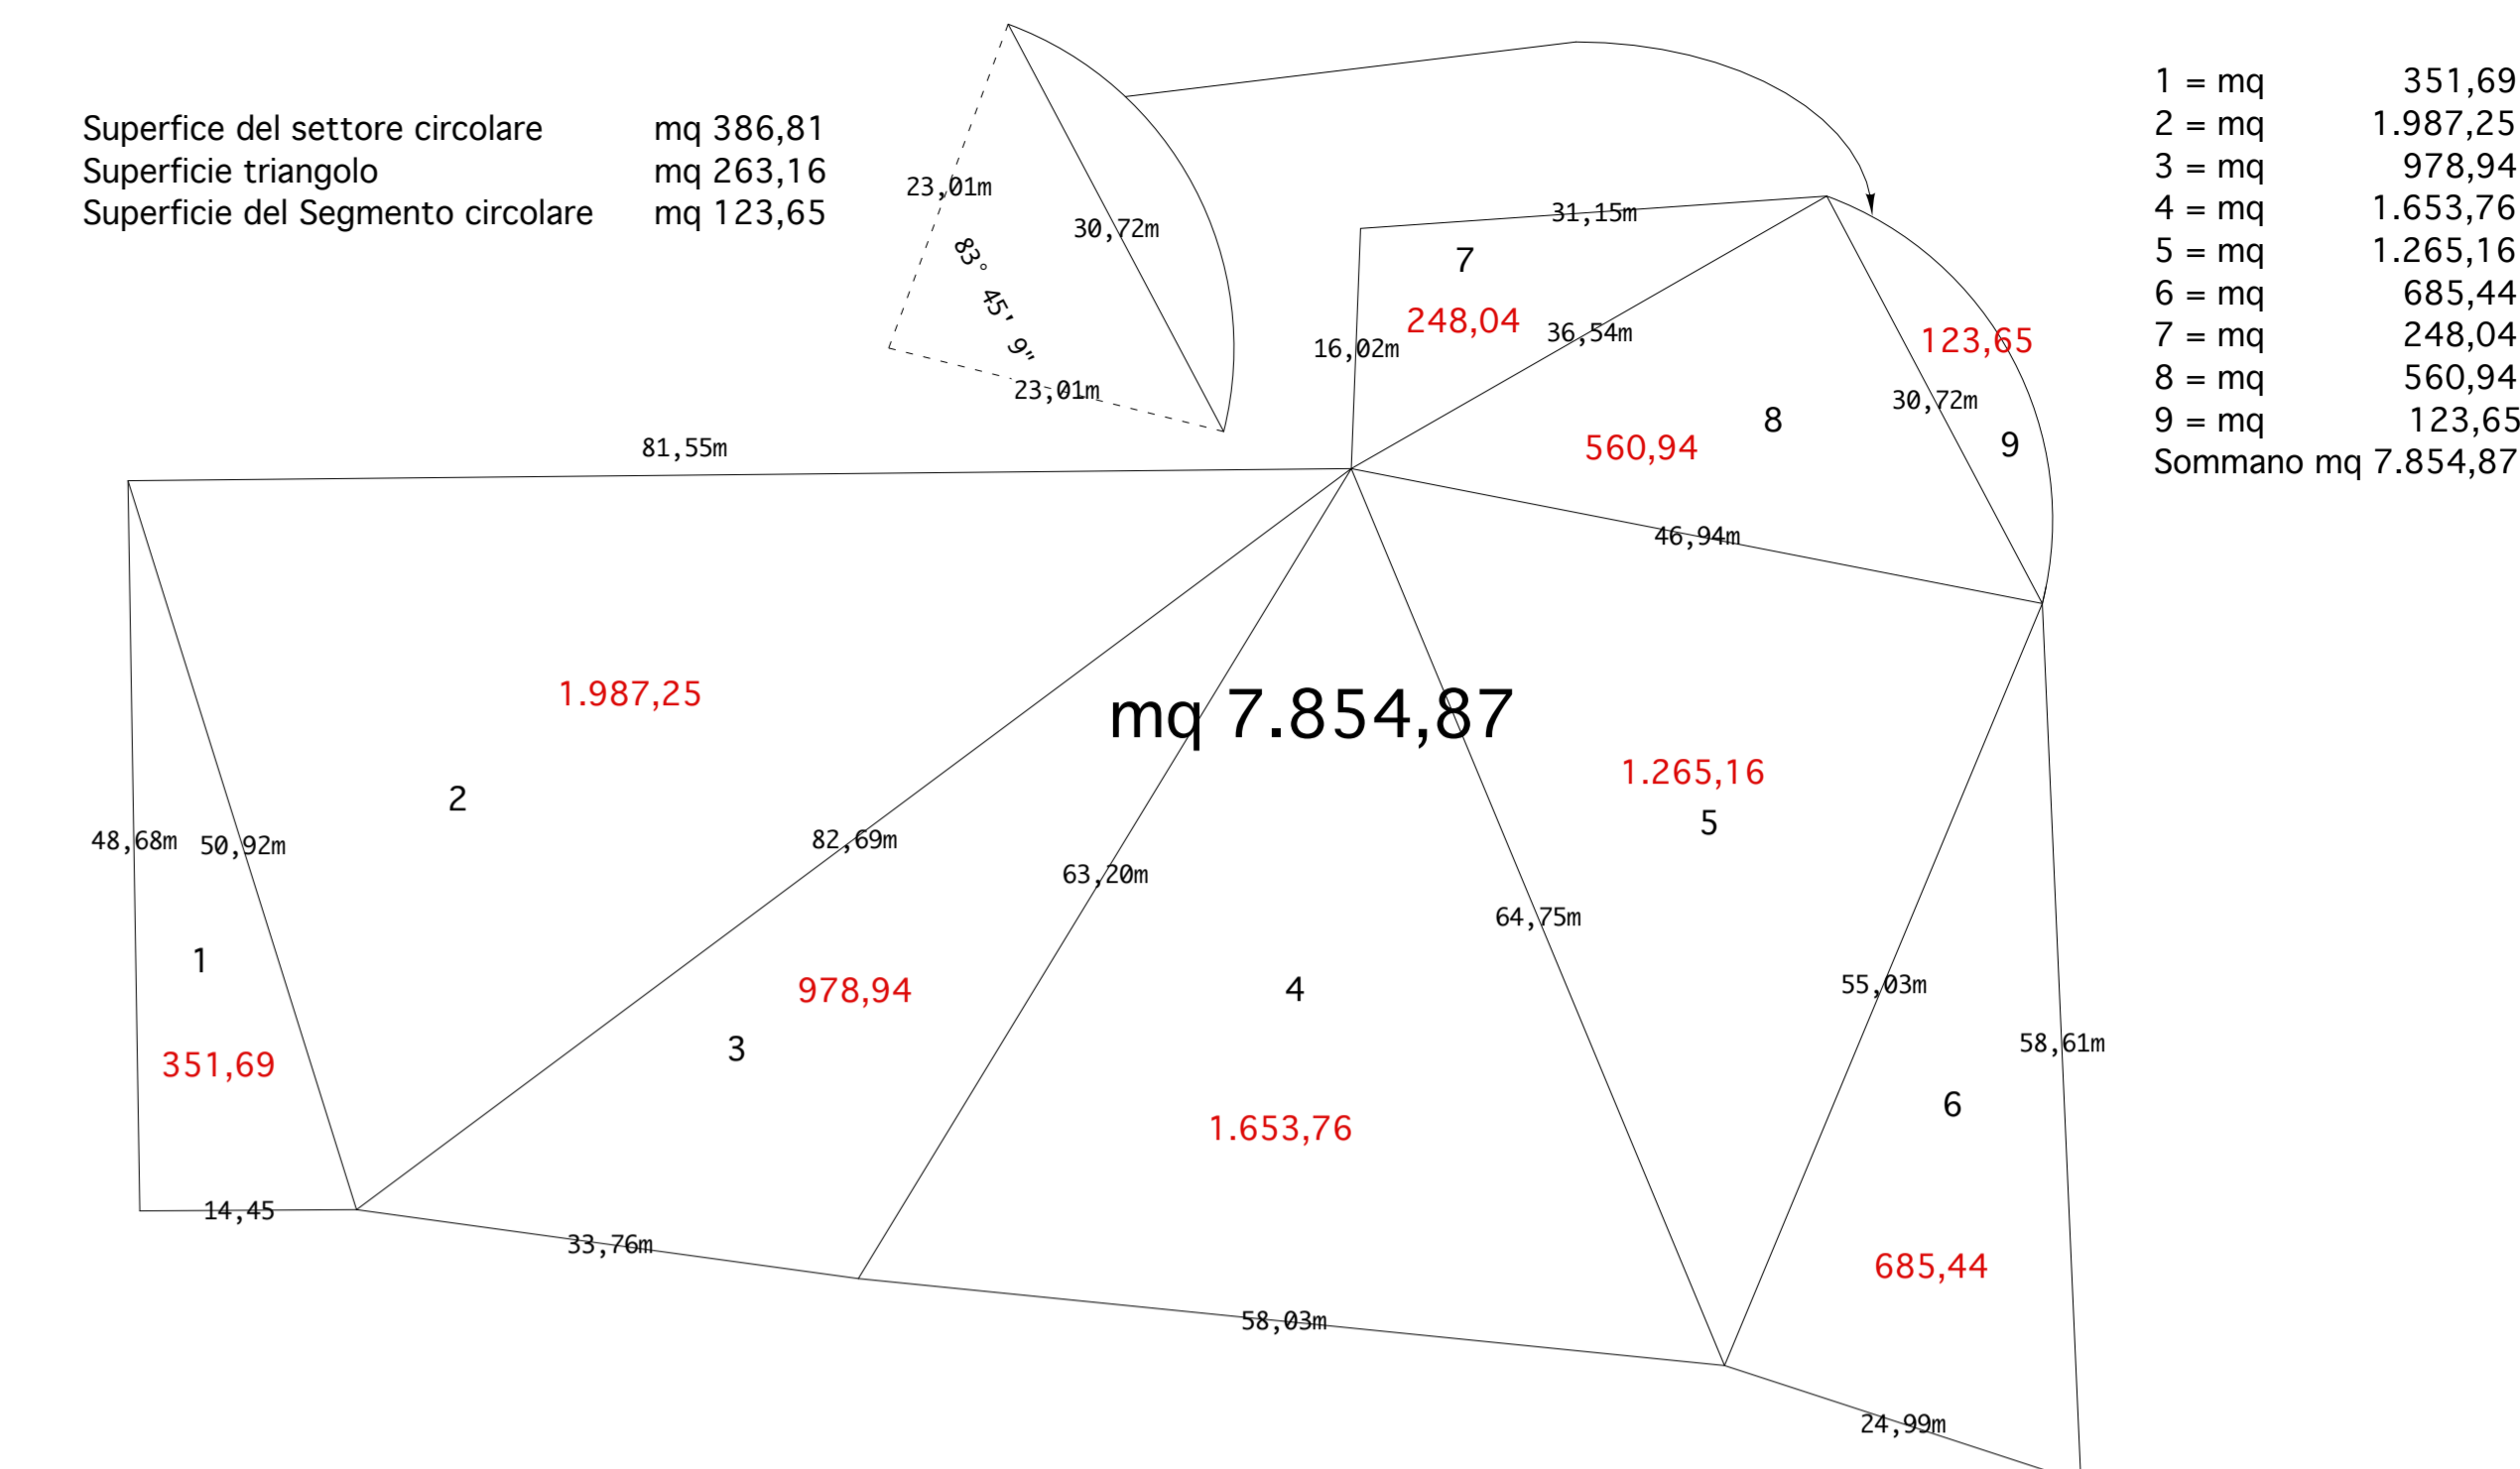 Superfice del settore circolare mq 386,81
Superficie triangolo mq 263,16
Superficie del Segmento circolare mq 123,65
23,01m
30,72m
83° 45' 9"
23,01m
1 = mq 351,69
2 = mq 1.987,25
3 = mq 978,94
4 = mq 1.653,76
5 = mq 1.265,16
6 = mq 685,44
7 = mq 248,04
8 = mq 560,94
9 = mq 123,65
Sommano mq 7.854,87
31,15m
7
248,04
16,02m
36,54m
123,65
30,72m
8
9
560,94
81,55m
46,94m
1.987,25
mq 7.854,87
1.265,16
2
5
48,68m
50,92m
82,69m
63,20m
64,75m
1
978,94
4
55,03m
58,61m
3
351,69
6
1.653,76
14,45
33,76m
685,44
58,03m
24,99m